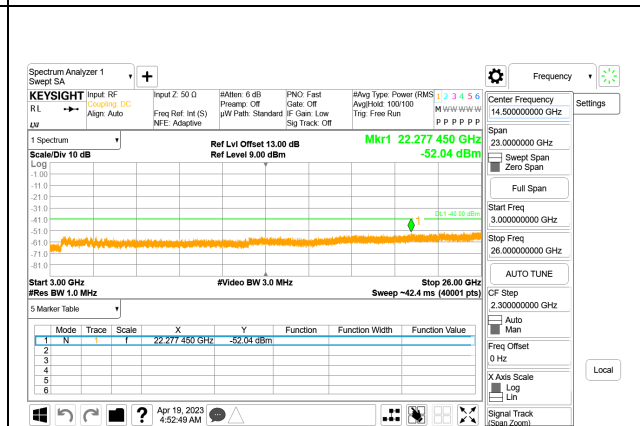 Spectrum Analyzer 1
Swept SA
+
Frequency
KEYSIGHT
RL
LXI
Input: RF
Coupling: DC
Align: Auto
Input Z: 50 Ω
Freq Ref: Int (S)
NFE: Adaptive
#Atten: 6 dB
Preamp: Off
µW Path: Standard
PNO: Fast
Gate: Off
IF Gain: Low
Sig Track: Off
#Avg Type: Power (RMS
Avg|Hold: 100/100
Trig: Free Run
1 2 3 4 5 6
M W W W W W
P P P P P P
Center Frequency
14.500000000 GHz
Settings
Span
23.0000000 GHz
Swept Span
Zero Span
Full Span
Start Freq
3.000000000 GHz
Stop Freq
26.000000000 GHz
AUTO TUNE
CF Step
2.300000000 GHz
Auto
Man
Freq Offset
0 Hz
X Axis Scale
Log
Lin
Local
Signal Track
(Span Zoom)
1 Spectrum
Scale/Div 10 dB
Ref Lvl Offset 13.00 dB
Ref Level 9.00 dBm
Mkr1 22.277 450 GHz
-52.04 dBm
Log
-1.00
-11.0
-21.0
-31.0
-41.0
-51.0
-61.0
-71.0
-81.0
DL1 -40.00 dBm
1
Start 3.00 GHz
#Res BW 1.0 MHz
#Video BW 3.0 MHz
Stop 26.00 GHz
Sweep ~42.4 ms (40001 pts)
5 Marker Table
Mode Trace Scale X Y Function Function Width Function Value
1 N 1 f 22.277 450 GHz -52.04 dBm
2
3
4
5
6
?
Apr 19, 2023
4:52:49 AM